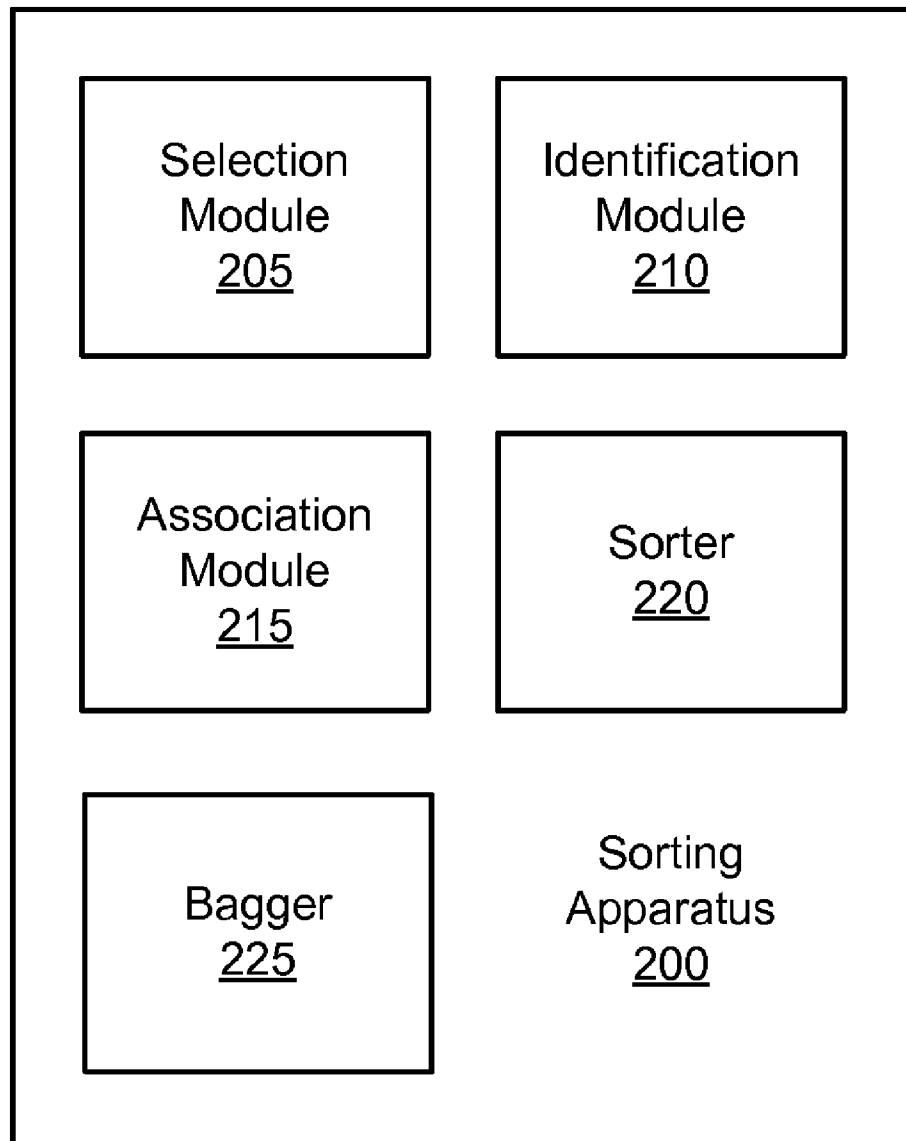 Selection
Module
205
Identification
Module
210
Association
Module
215
Sorter
220
Bagger
225
Sorting
Apparatus
200